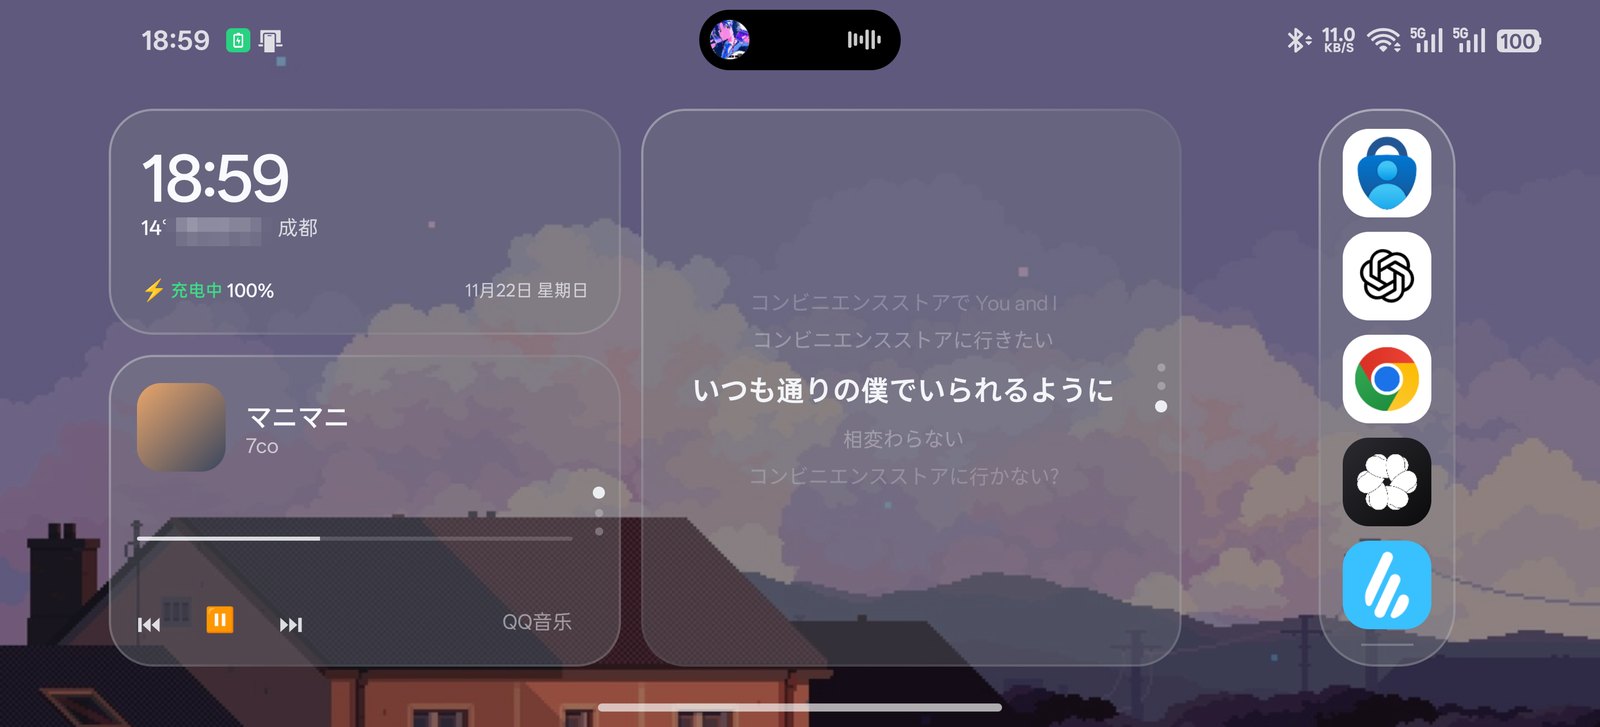 18:59
11.0
KB/S
5G
5G
100
18:59
14°
成都
⚡充电中 100%
11月22日 星期日
マニマニ
7co
QQ音乐
コンビニエンスストアで You and I
コンビニエンスストアに行きたい
いつも通りの僕でいられるように
相変わらない
コンビニエンスストアに行かない?